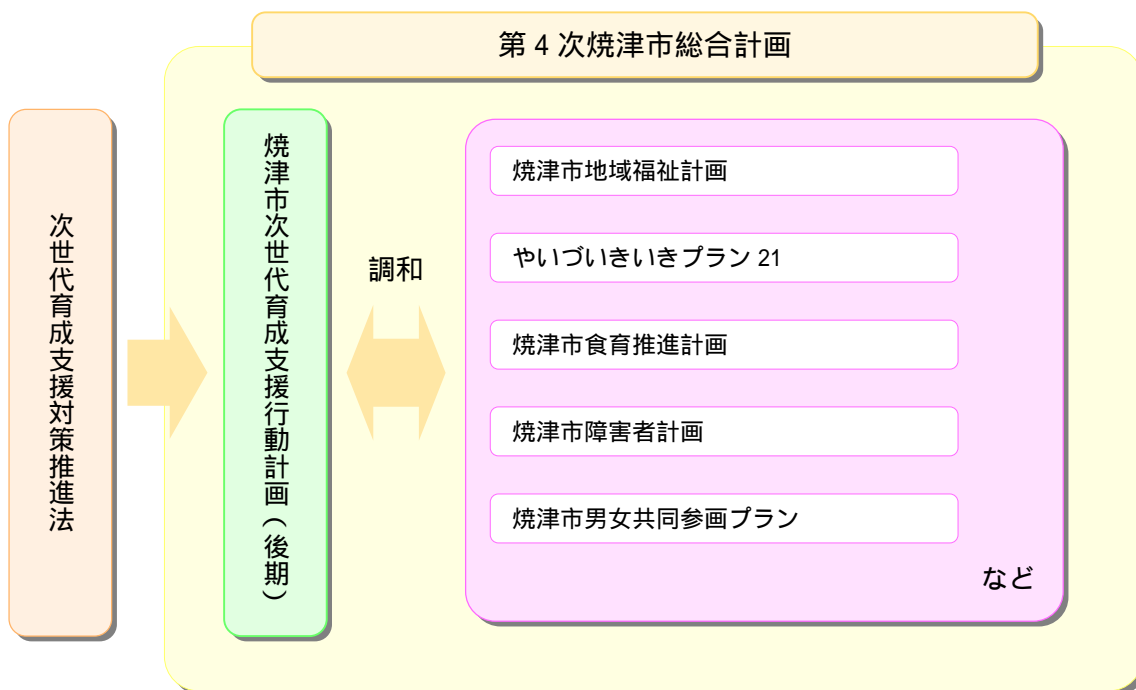 第４次焼津市総合計画
次世代育成支援対策推進法
焼津市次世代育成支援行動計画（後期）
調和
焼津市地域福祉計画
やいづいきいきプラン 21
焼津市食育推進計画
焼津市障害者計画
焼津市男女共同参画プラン
など